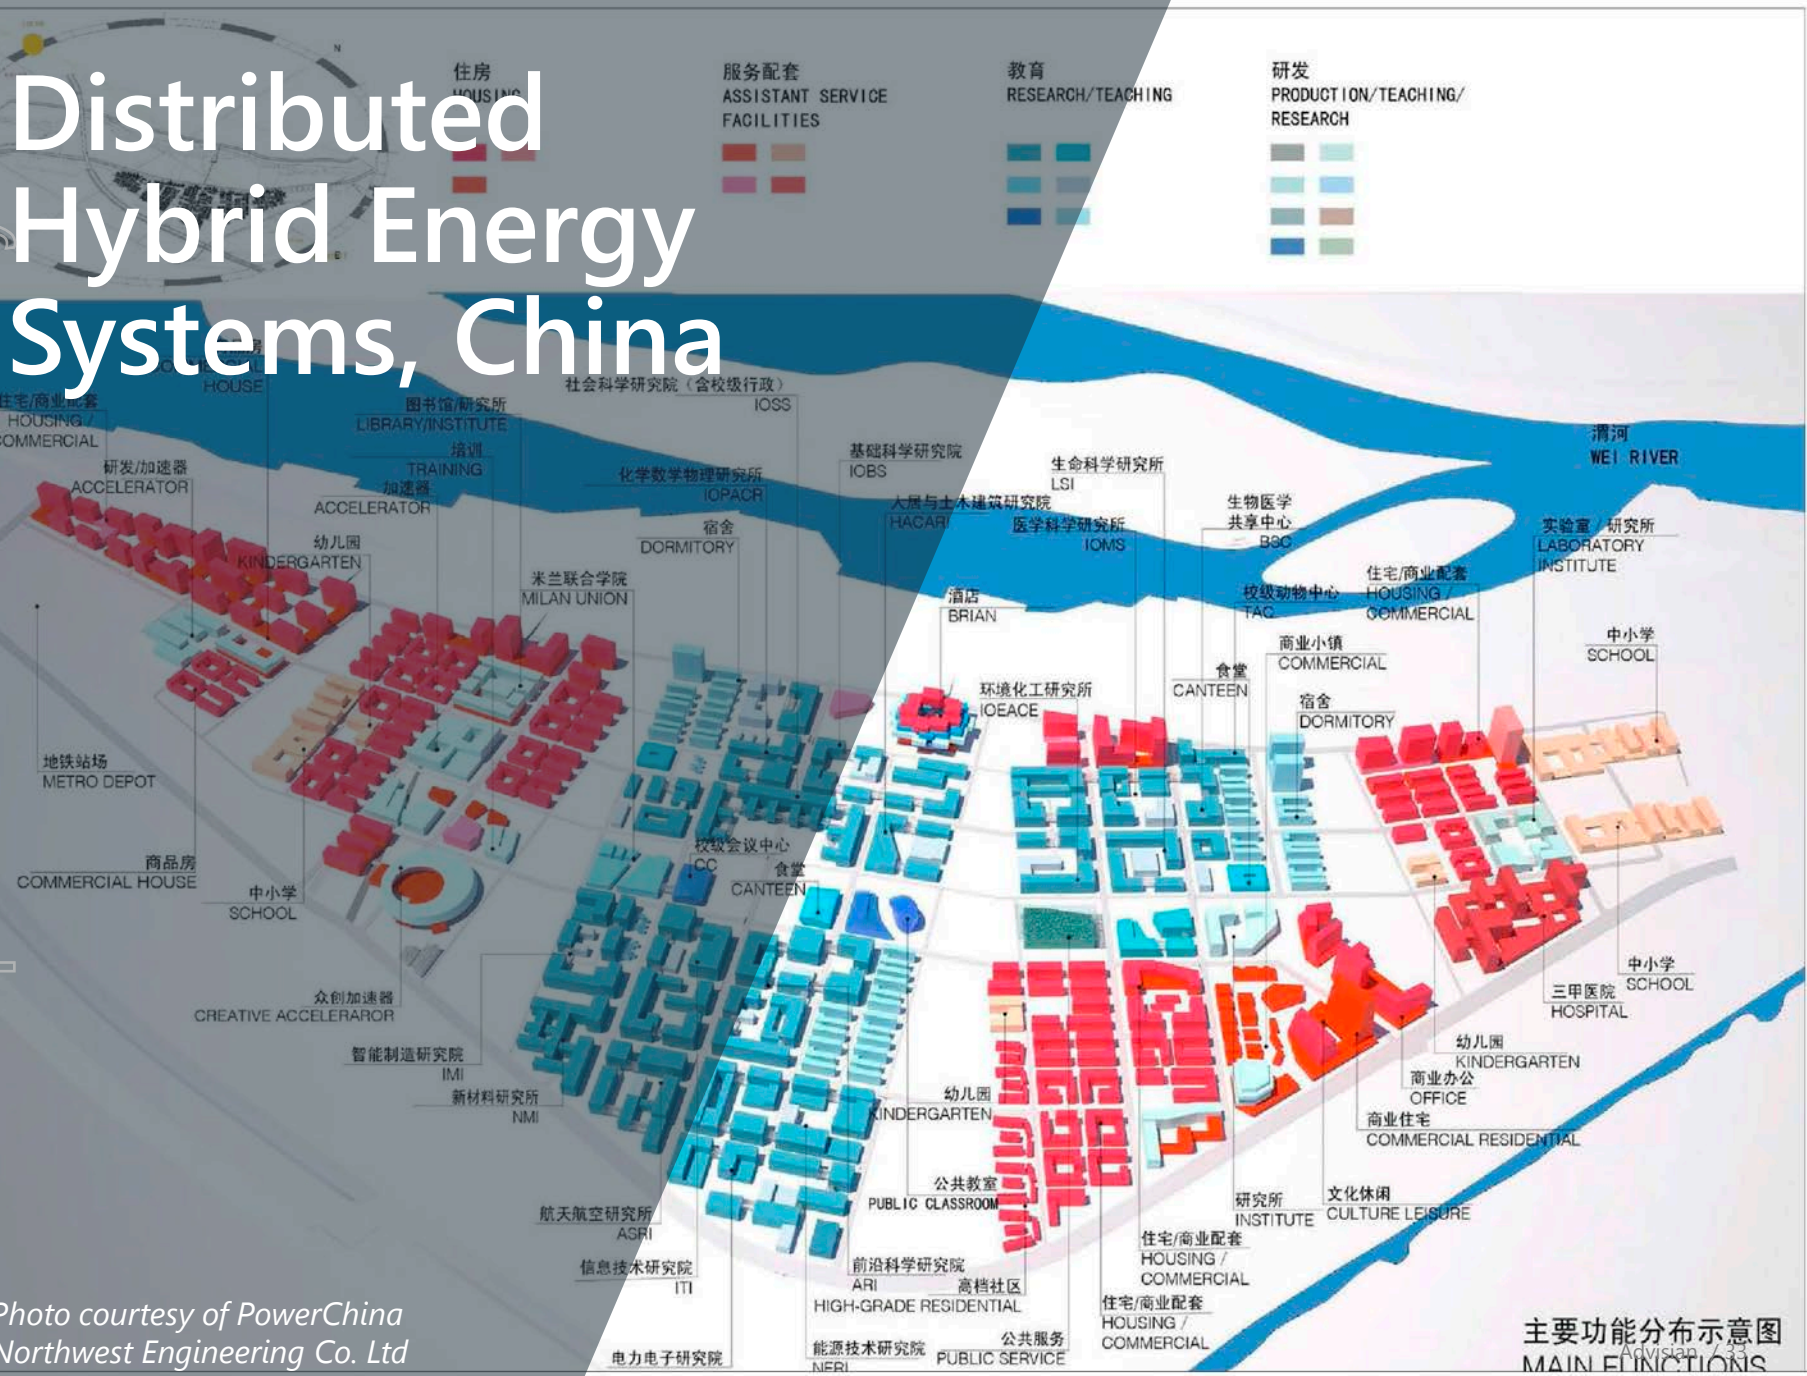 Distributed
Hybrid Energy
Systems, China
住房
HOUSING
服务配套
ASSISTANT SERVICE
FACILITIES
教育
RESEARCH/TEACHING
研发
PRODUCTION/TEACHING/
RESEARCH
N
HOUSE
住宅/商业配套
HOUSING /
COMMERCIAL
图书馆/研究所
LIBRARY/INSTITUTE
社会科学研究院（含校级行政）
IOSS
研发/加速器
ACCELERATOR
培训
TRAINING
加速器
ACCELERATOR
化学数学物理研究所
IOPACR
基础科学研究院
IOBS
生命科学研究所
LSI
渭河
WEI RIVER
人居与土木建筑研究院
HACARI
医学科学研究所
IOMS
生物医学
共享中心
BSC
实验室/研究所
LABORATORY
INSTITUTE
幼儿园
KINDERGARTEN
宿舍
DORMITORY
米兰联合学院
MILAN UNION
酒店
BRIAN
校级动物中心
TAC
住宅/商业配套
HOUSING /
COMMERCIAL
商业小镇
COMMERCIAL
中小学
SCHOOL
环境化工研究所
IOEACE
食堂
CANTEEN
宿舍
DORMITORY
地铁站场
METRO DEPOT
校级会议中心
CC
食堂
CANTEEN
商品房
COMMERCIAL HOUSE
中小学
SCHOOL
众创加速器
CREATIVE ACCELERAROR
智能制造研究院
IMI
新材料研究所
NMI
中小学
SCHOOL
三甲医院
HOSPITAL
幼儿园
KINDERGARTEN
商业办公
OFFICE
商业住宅
COMMERCIAL RESIDENTIAL
幼儿园
KINDERGARTEN
公共教室
PUBLIC CLASSROOM
研究所
INSTITUTE
文化休闲
CULTURE LEISURE
航天航空研究所
ASRI
信息技术研究院
ITI
住宅/商业配套
HOUSING /
COMMERCIAL
前沿科学研究院
ARI
高档社区
HIGH-GRADE RESIDENTIAL
住宅/商业配套
HOUSING /
COMMERCIAL
电力电子研究院
能源技术研究院
NERI
公共服务
PUBLIC SERVICE
主要功能分布示意图
MAIN FUNCTIONS
Advisian / 33
Photo courtesy of PowerChina
Northwest Engineering Co. Ltd